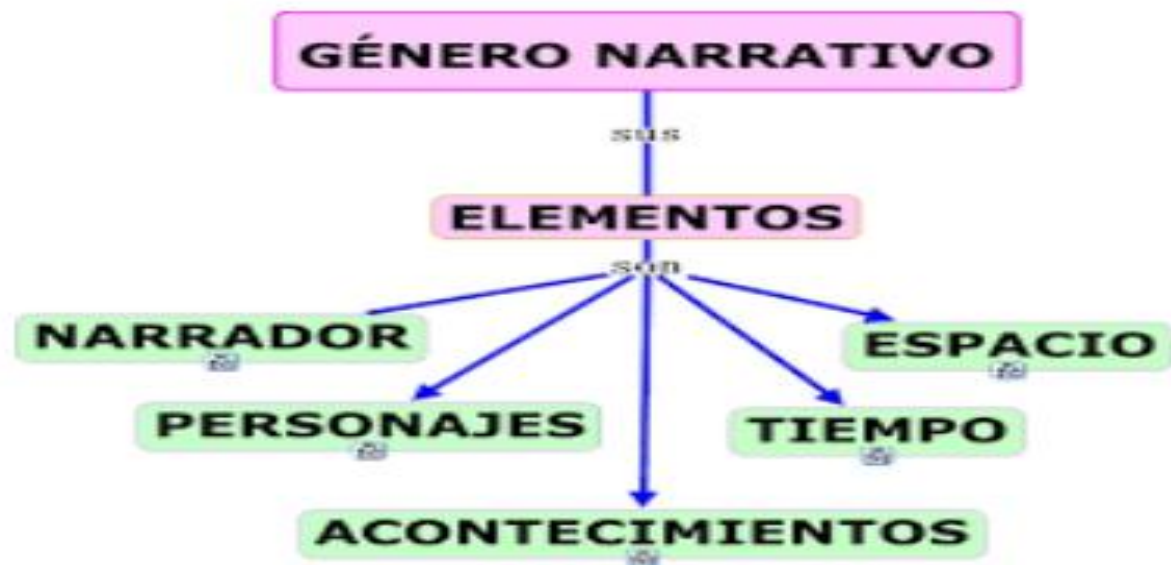 GÉNERO NARRATIVO
sus
ELEMENTOS
son
NARRADOR
ESPACIO
PERSONAJES
TIEMPO
ACONTECIMIENTOS